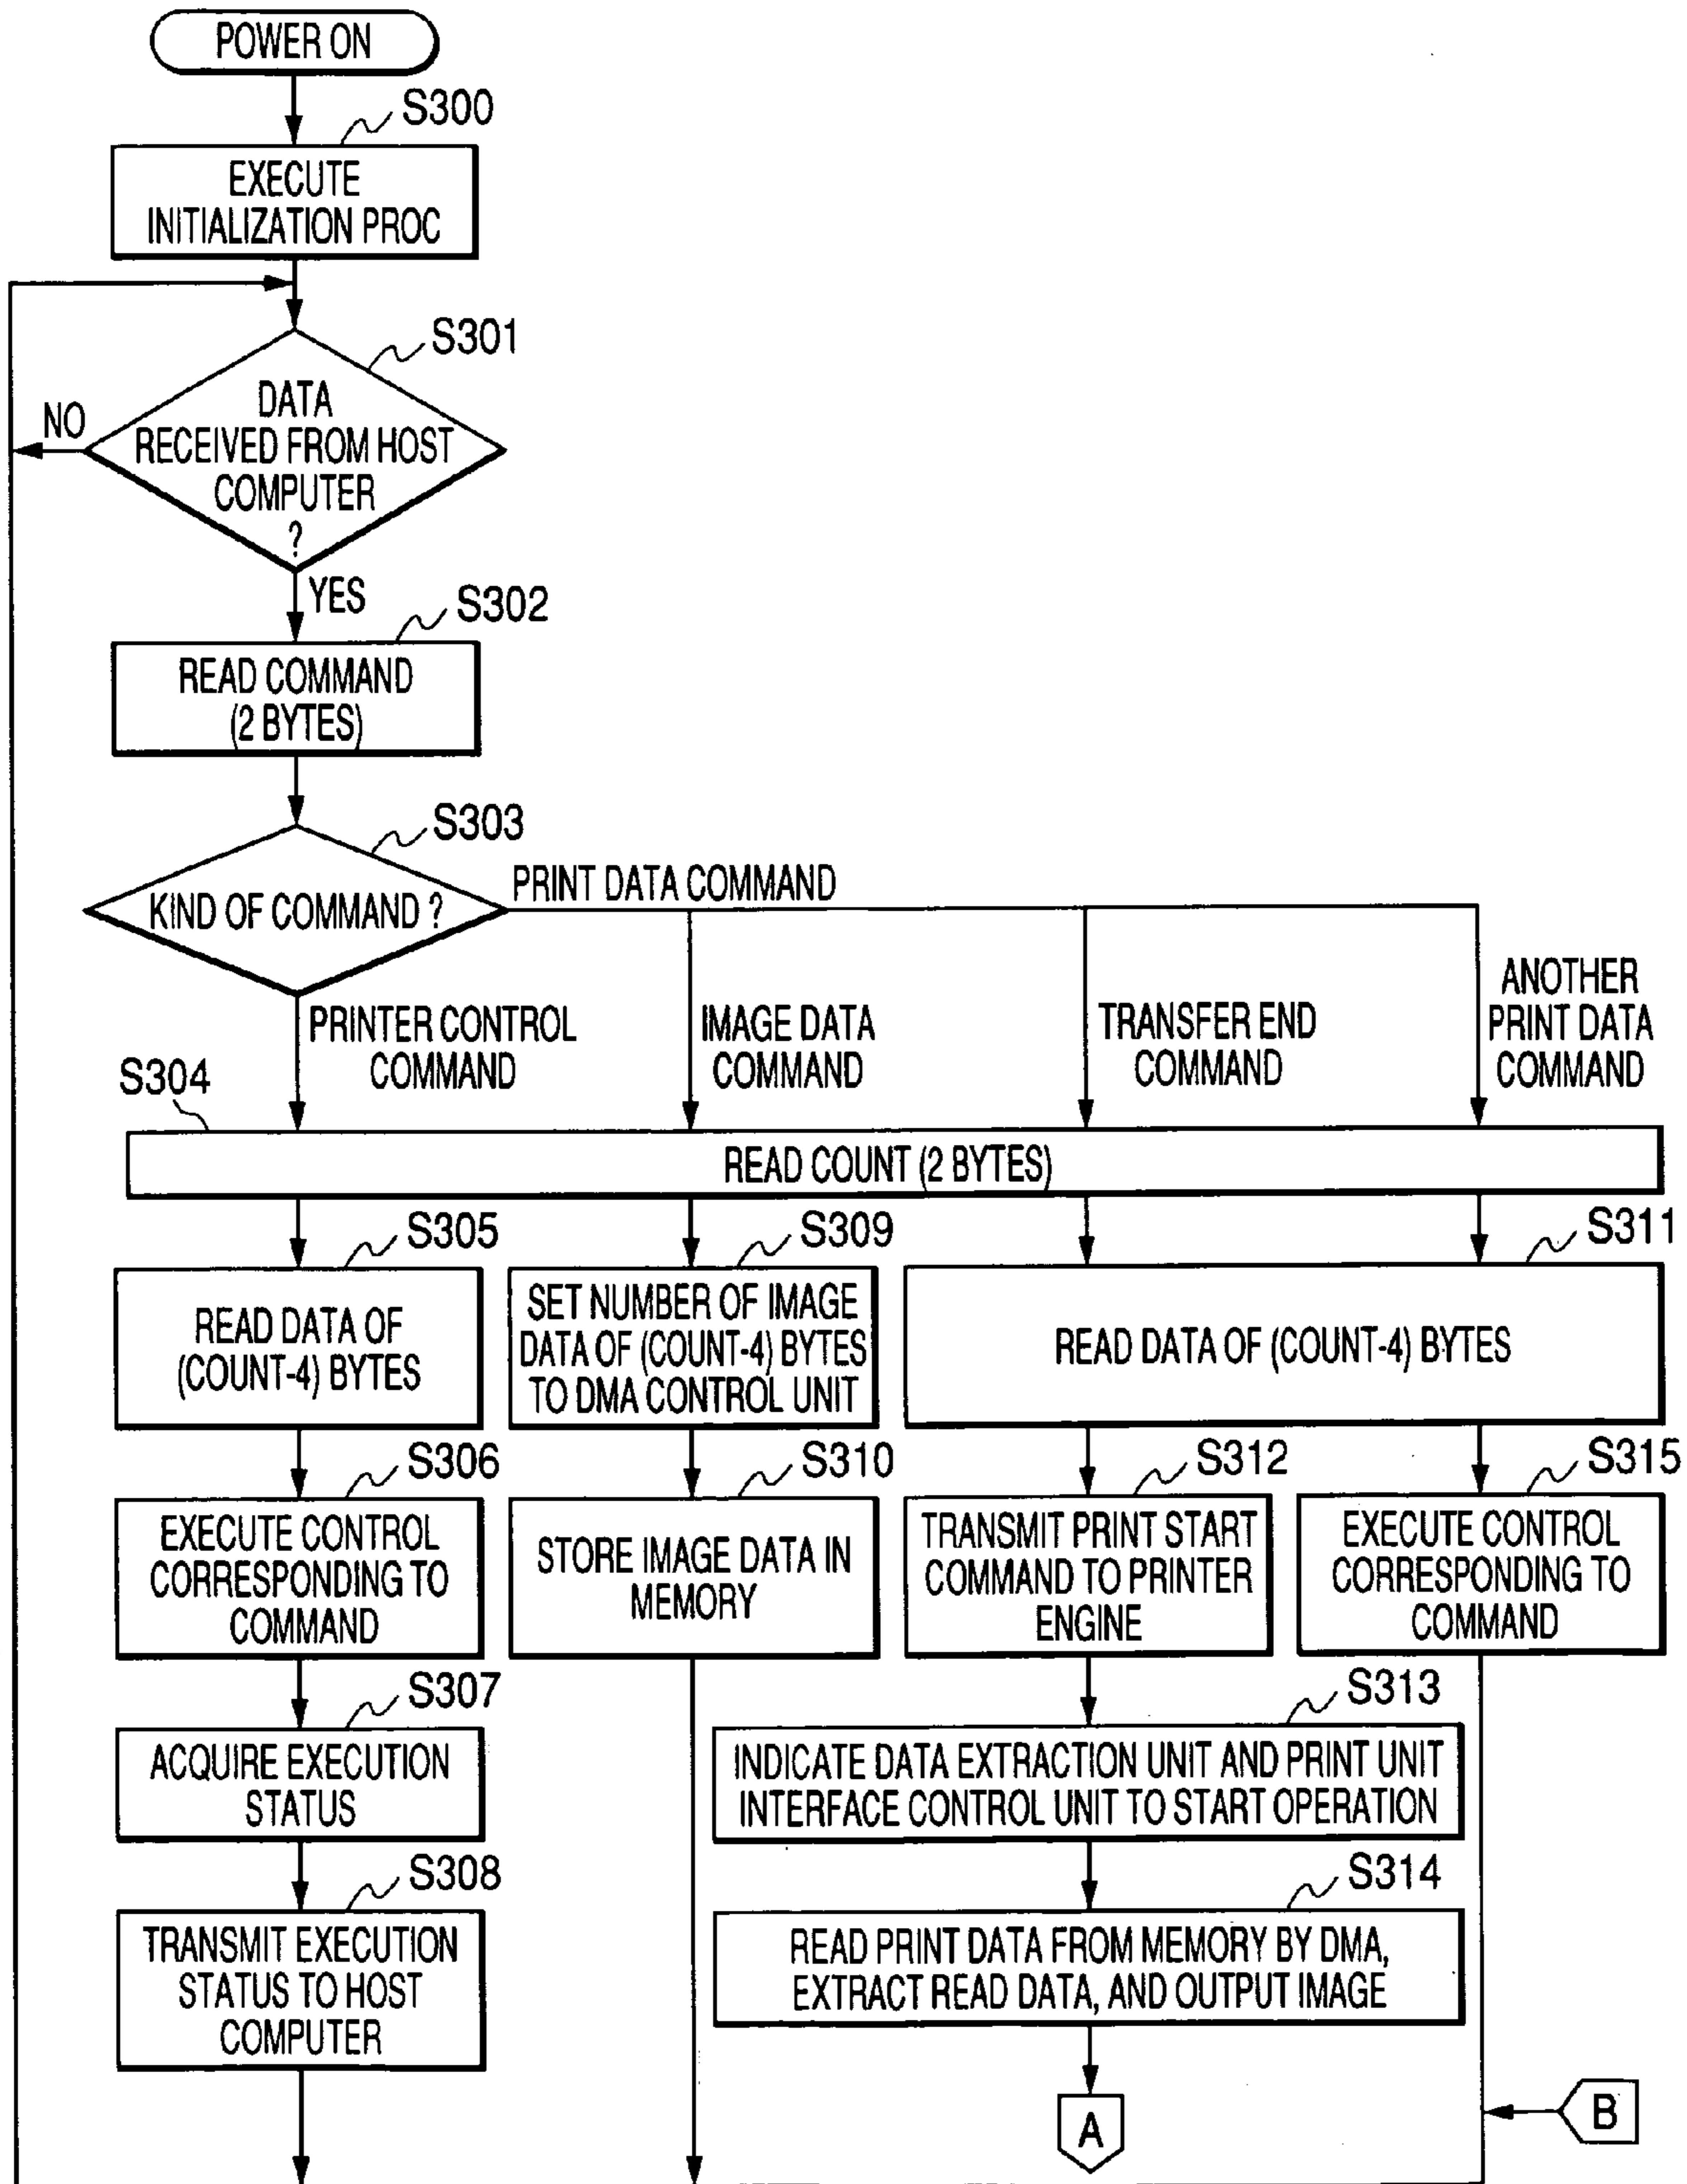 POWER ON
S300
EXECUTE
INITIALIZATION PROC
S301
DATA
RECEIVED FROM HOST
COMPUTER
?
NO
YES
S302
READ COMMAND
(2 BYTES)
S303
KIND OF COMMAND ?
PRINT DATA COMMAND
PRINTER CONTROL
COMMAND
IMAGE DATA
COMMAND
TRANSFER END
COMMAND
ANOTHER
PRINT DATA
COMMAND
S304
READ COUNT (2 BYTES)
S305
READ DATA OF
(COUNT-4) BYTES
S309
SET NUMBER OF IMAGE
DATA OF (COUNT-4) BYTES
TO DMA CONTROL UNIT
S311
READ DATA OF (COUNT-4) BYTES
S306
EXECUTE CONTROL
CORRESPONDING TO
COMMAND
S310
STORE IMAGE DATA IN
MEMORY
S312
TRANSMIT PRINT START
COMMAND TO PRINTER
ENGINE
S315
EXECUTE CONTROL
CORRESPONDING TO
COMMAND
S307
ACQUIRE EXECUTION
STATUS
S313
INDICATE DATA EXTRACTION UNIT AND PRINT UNIT
INTERFACE CONTROL UNIT TO START OPERATION
S308
TRANSMIT EXECUTION
STATUS TO HOST
COMPUTER
S314
READ PRINT DATA FROM MEMORY BY DMA,
EXTRACT READ DATA, AND OUTPUT IMAGE
A
B